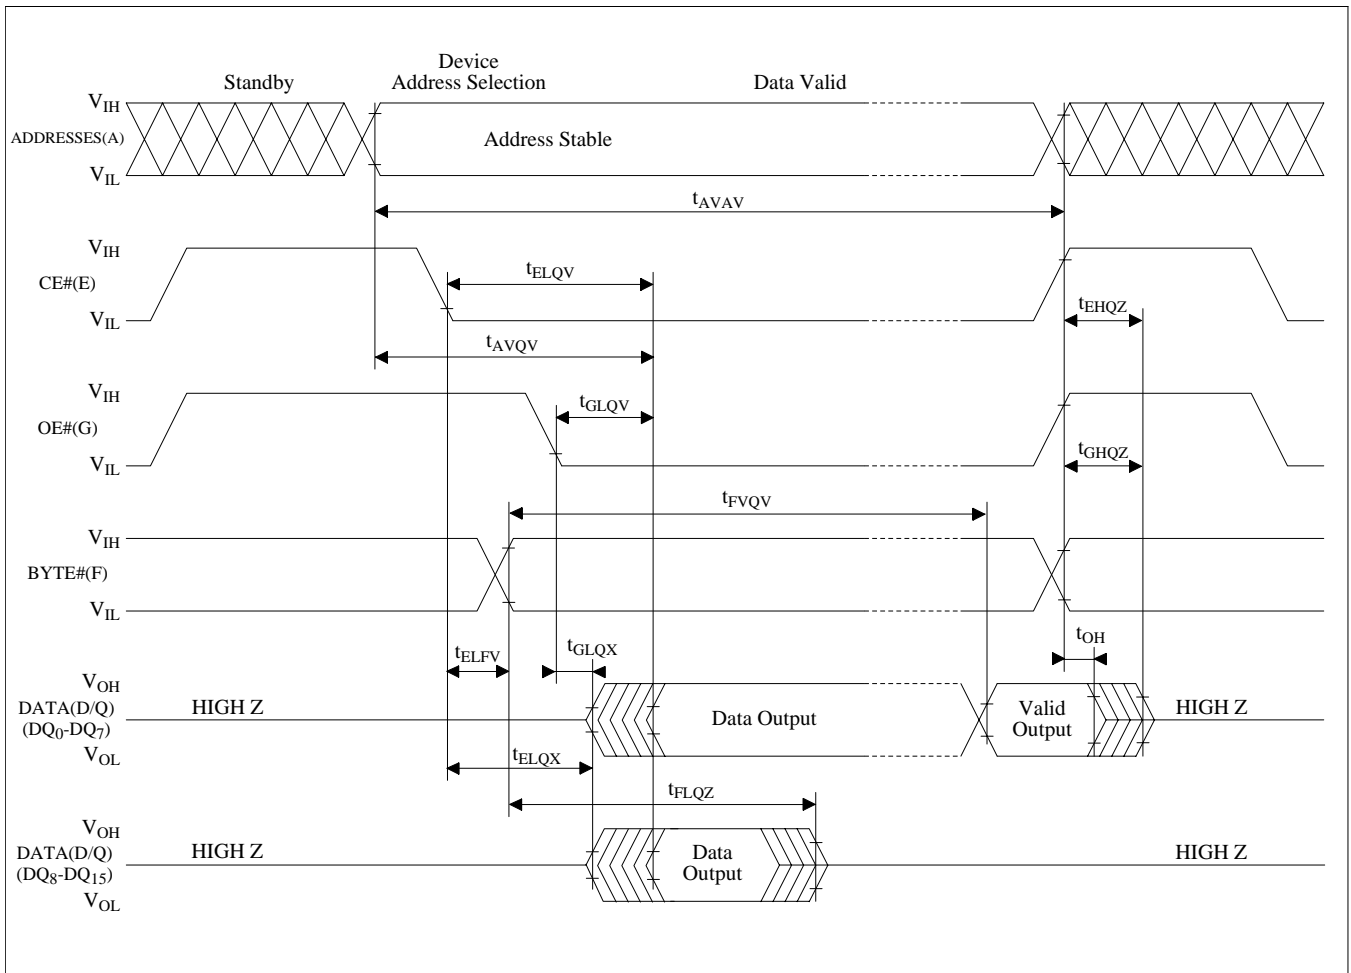 Device
Standby Address Selection Data Valid
VIH
ADDRESSES(A) Address Stable
VIL
tAVAV
VIH
tELQV
CE#(E)
tEHQZ
VIL
tAVQV
VIH
tGLQV
OE#(G)
tGHQZ
VIL
tFVQV
VIH
BYTE#(F)
VIL
tOH
tELFV tGLQX
VOH
DATA(D/Q) HIGH Z Data Output Valid HIGH Z
(DQ0-DQ7) Output
VOL
tELQX
tFLQZ
VOH
DATA(D/Q) HIGH Z Data HIGH Z
(DQ8-DQ15) Output
VOL